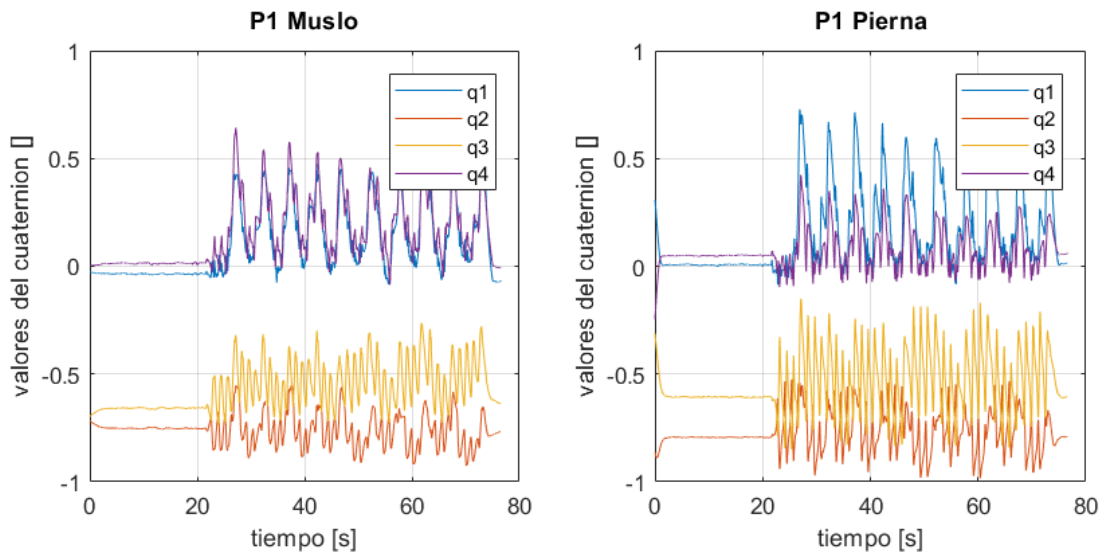 P1 Muslo
valores del cuaternion []
1
0.5
0
-0.5
-1
q1
q2
q3
q4
0
20
40
60
80
tiempo [s]
P1 Pierna
valores del cuaternion []
1
0.5
0
-0.5
-1
q1
q2
q3
q4
0
20
40
60
80
tiempo [s]